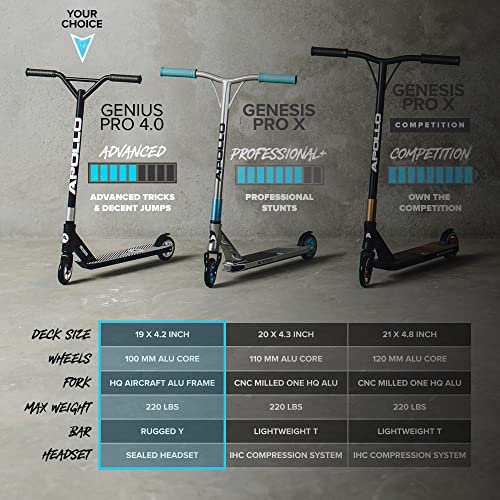 YOUR
CHOICE
GENIUS
PRO 4.0
ADVANCED
ADVANCED TRICKS
& DECENT JUMPS
APOLLO
GENESIS
PRO X
PROFESSIONAL+
PROFESSIONAL
STUNTS
APOLLO
GENESIS
PRO X
COMPETITION
COMPETITION
OWN THE
COMPETITION
APOLLO
DECK SIZE 19 X 4.2 INCH 20 X 4.3 INCH 21 X 4.8 INCH
WHEELS 100 MM ALU CORE 110 MM ALU CORE 120 MM ALU CORE
FORK HQ AIRCRAFT ALU FRAME CNC MILLED ONE HQ ALU CNC MILLED ONE HQ ALU
MAX WEIGHT 220 LBS 220 LBS 220 LBS
BAR RUGGED Y LIGHTWEIGHT T LIGHTWEIGHT T
HEADSET SEALED HEADSET IHC COMPRESSION SYSTEM IHC COMPRESSION SYSTEM